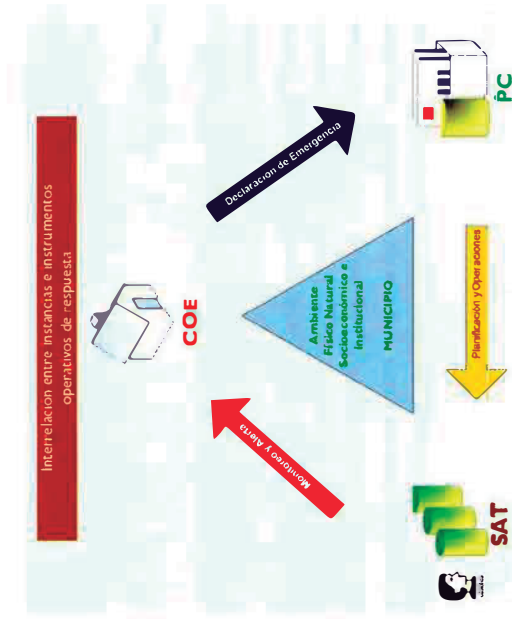 Interrelación entre instancias e instrumentos
operativos de respuesta
COE
Monitoreo y Alerta
Declaración de Emergencia
Ambiente
Físico Natural
Socioeconómico e
Institucional
MUNICIPIO
SAT
Planificación y Operaciones
PC